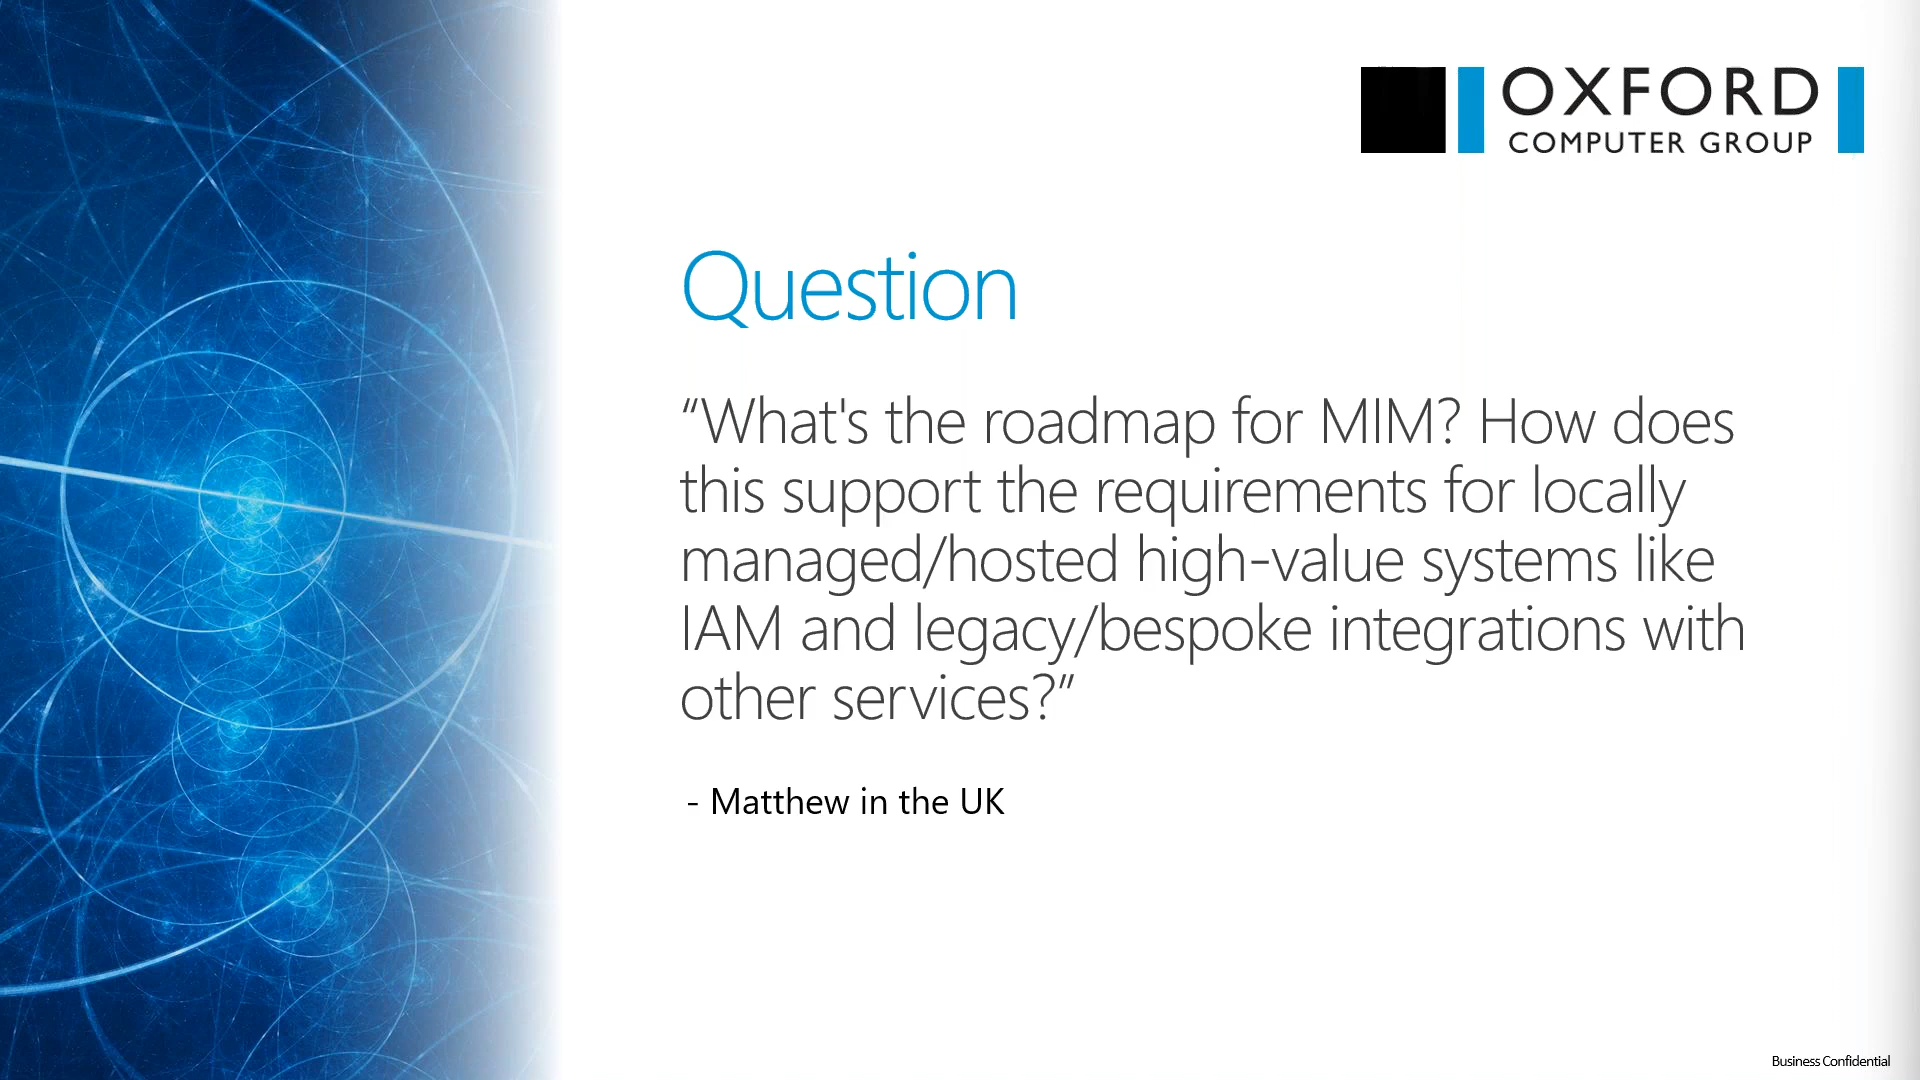 OXFORD
COMPUTER GROUP
Question
“What's the roadmap for MIM? How does
this support the requirements for locally
managed/hosted high-value systems like
IAM and legacy/bespoke integrations with
other services?”
- Matthew in the UK
Business Confidential